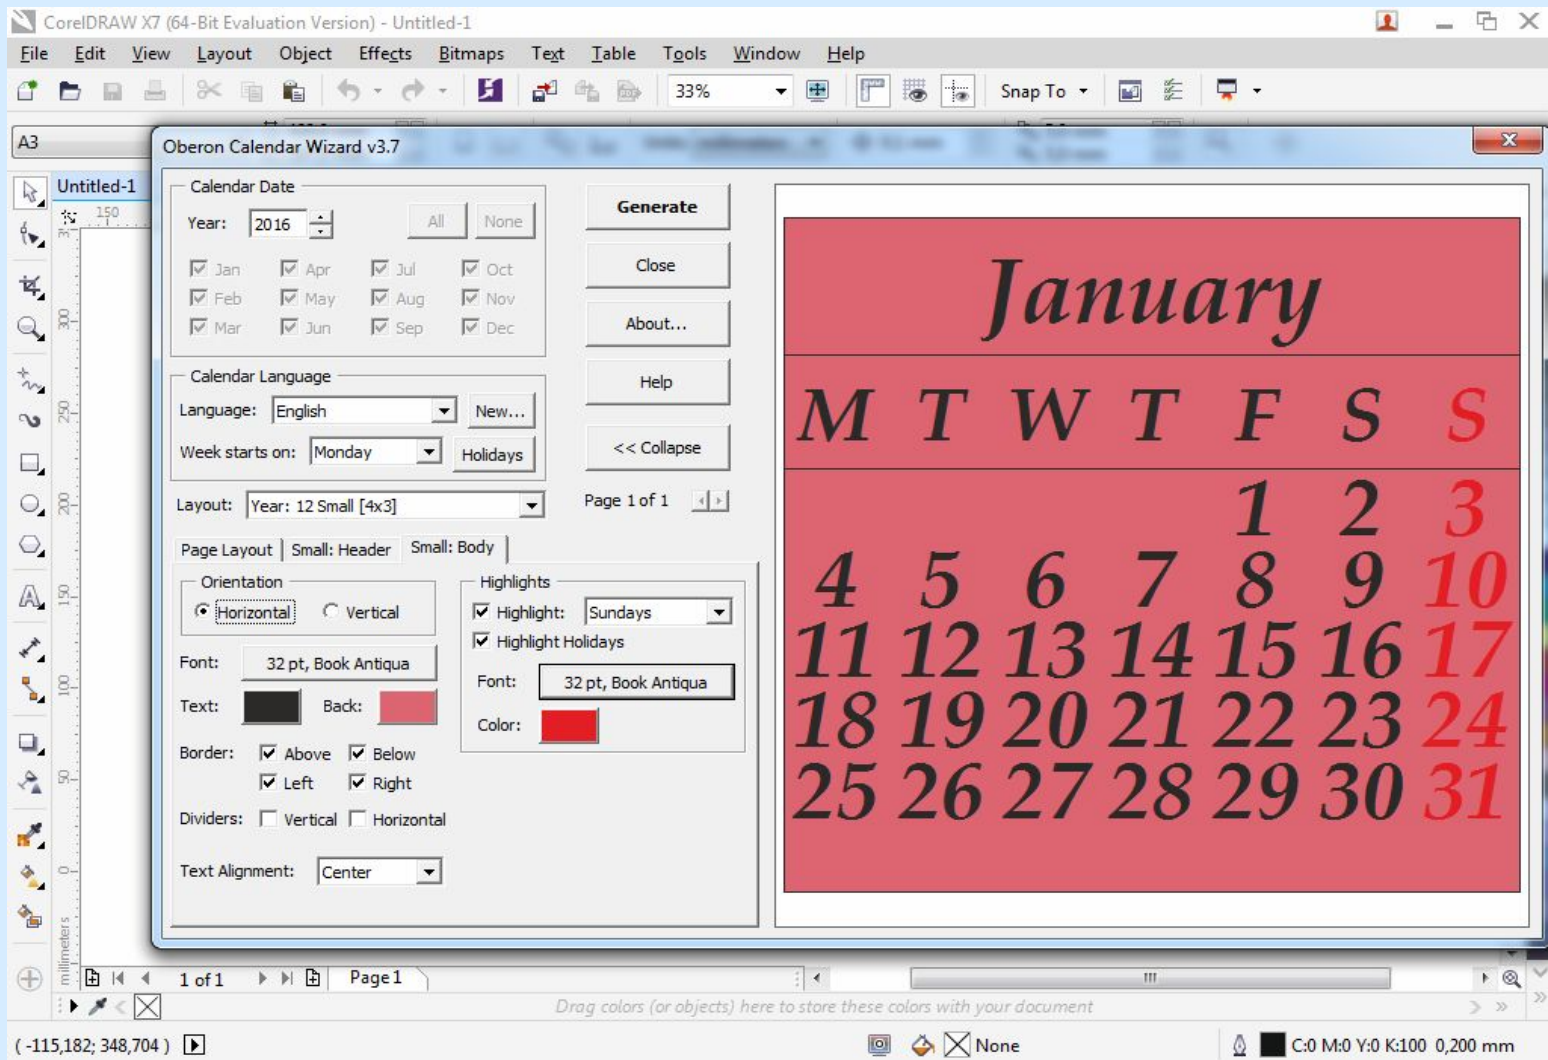 CorelDRAW X7 (64-Bit Evaluation Version) - Untitled-1
File Edit View Layout Object Effects Bitmaps Text Table Tools Window Help
33% Snap To
A3
Oberon Calendar Wizard v3.7
Untitled-1
150
300
250
200
150
100
50
0
millimeters
Calendar Date
Year: 2016 All None
Jan Apr Jul Oct
Feb May Aug Nov
Mar Jun Sep Dec
Calendar Language
Language: English New...
Week starts on: Monday Holidays
Layout: Year: 12 Small [4x3]
Generate
Close
About...
Help
<< Collapse
Page 1 of 1
Page Layout Small: Header Small: Body
Orientation
Horizontal Vertical
Font: 32 pt, Book Antiqua
Text: Back:
Border: Above Below
Left Right
Dividers: Vertical Horizontal
Text Alignment: Center
Highlights
Highlight: Sundays
Highlight Holidays
Font: 32 pt, Book Antiqua
Color:
January
M T W T F S S
1 2 3
4 5 6 7 8 9 10
11 12 13 14 15 16 17
18 19 20 21 22 23 24
25 26 27 28 29 30 31
1 of 1 Page 1
Drag colors (or objects) here to store these colors with your document
( -115,182; 348,704 ) None C:0 M:0 Y:0 K:100 0,200 mm